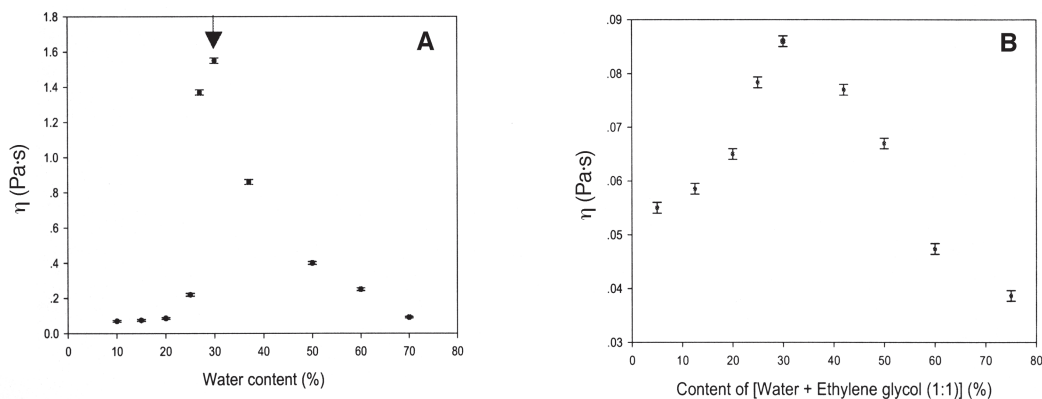 A
1.8
1.6
1.4
1.2
1.0
.8
.6
.4
.2
0.0
η (Pa·s)
0 10 20 30 40 50 60 70 80
Water content (%)
B
.09
.08
.07
.06
.05
.04
.03
η (Pa·s)
0 10 20 30 40 50 60 70 80
Content of [Water + Ethylene glycol (1:1)] (%)